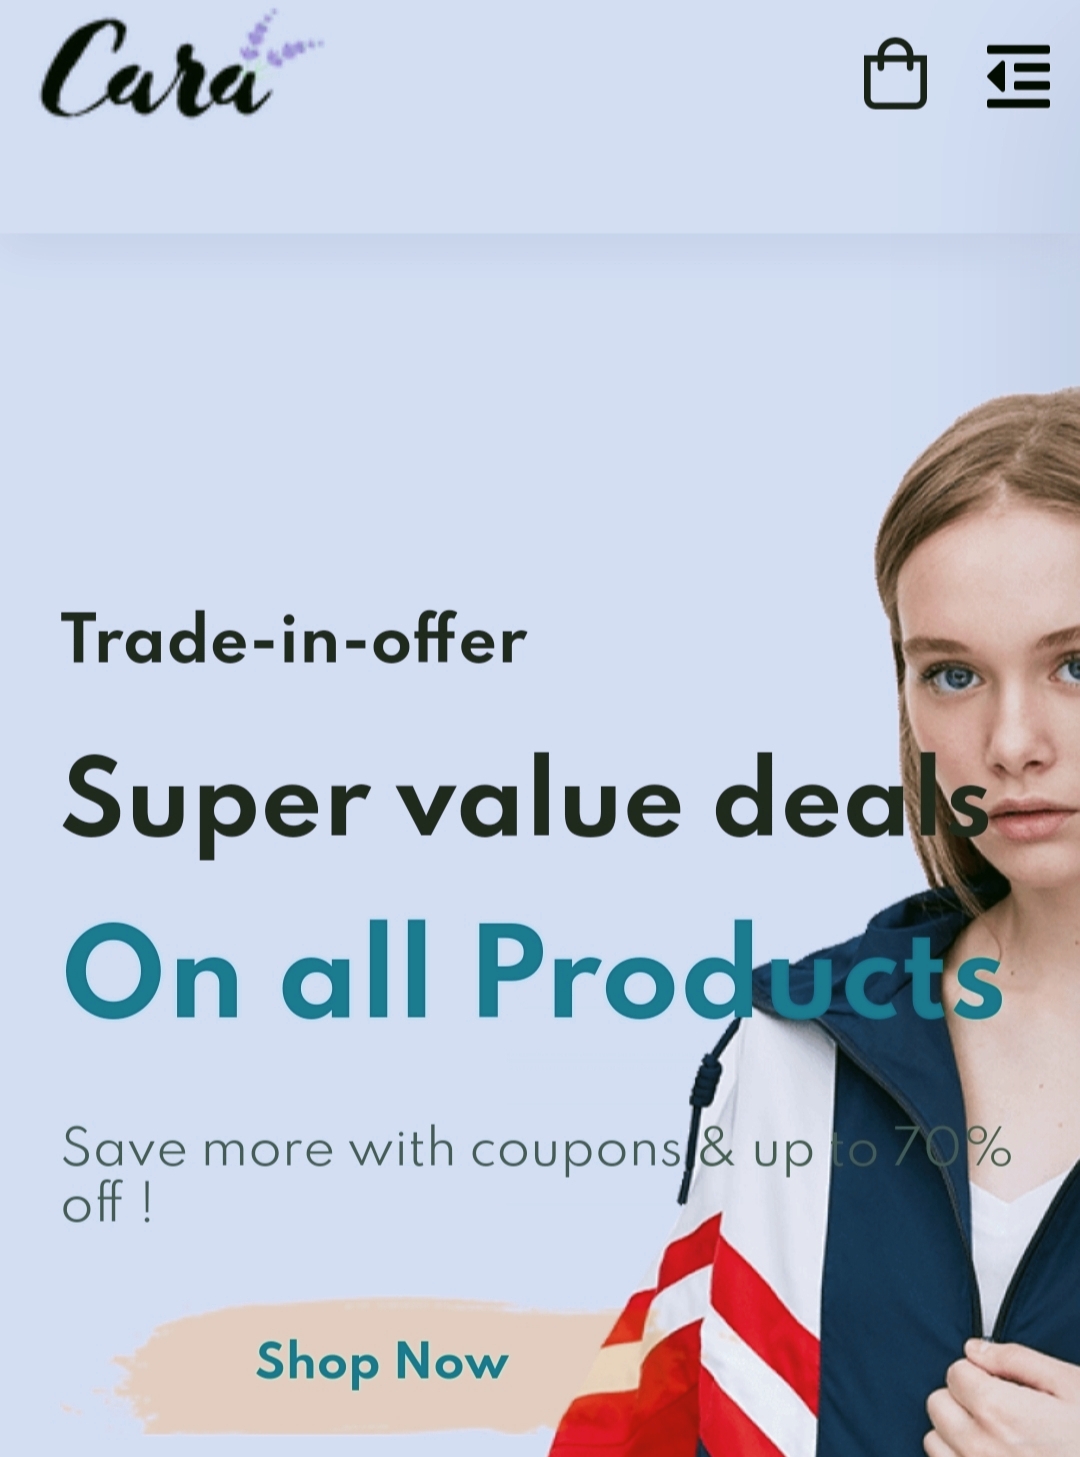 Cara
Trade-in-offer
Super value deals
On all Products
Save more with coupons & up to 70%
off !
Shop Now